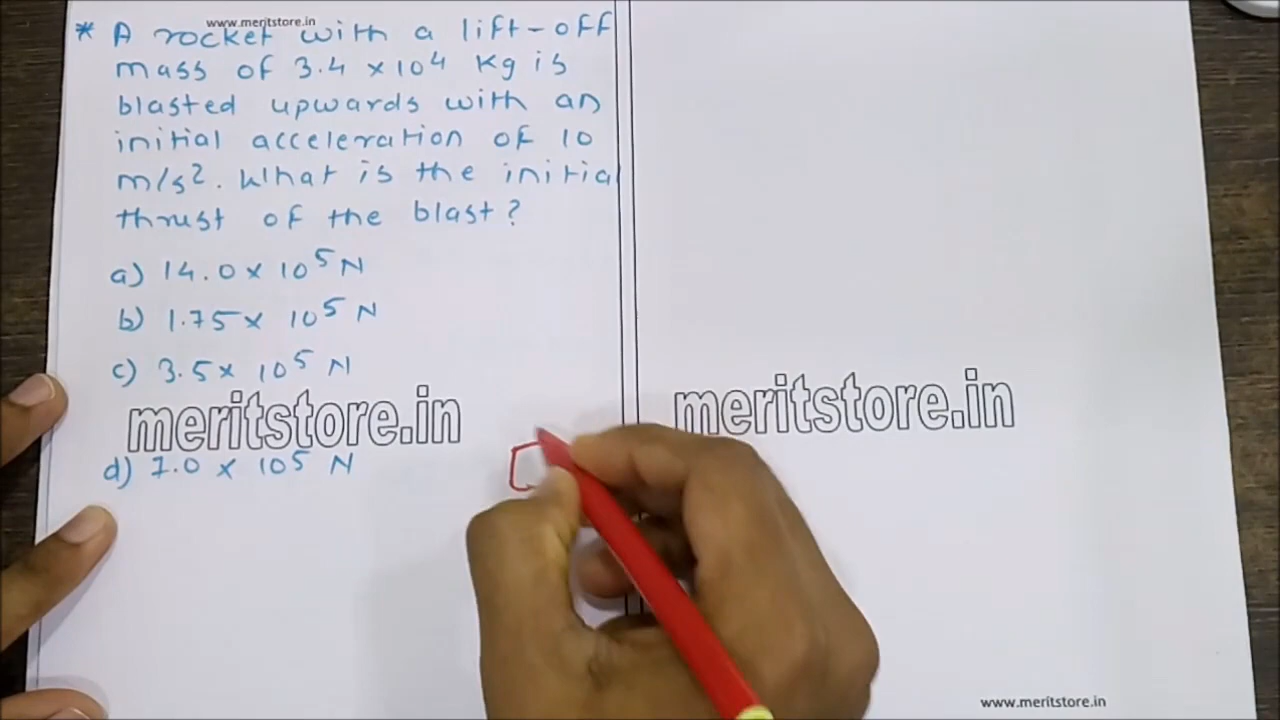 www.meritstore.in
* A rocket with a lift-off
mass of 3.4 × 10⁴ Kg is
blasted upwards with an
initial acceleration of 10
m/s². What is the initial
thrust of the blast?
a) 14.0 × 10⁵ N
b) 1.75 × 10⁵ N
c) 3.5 × 10⁵ N
meritstore.in
meritstore.in
d) 7.0 × 10⁵ N
www.meritstore.in